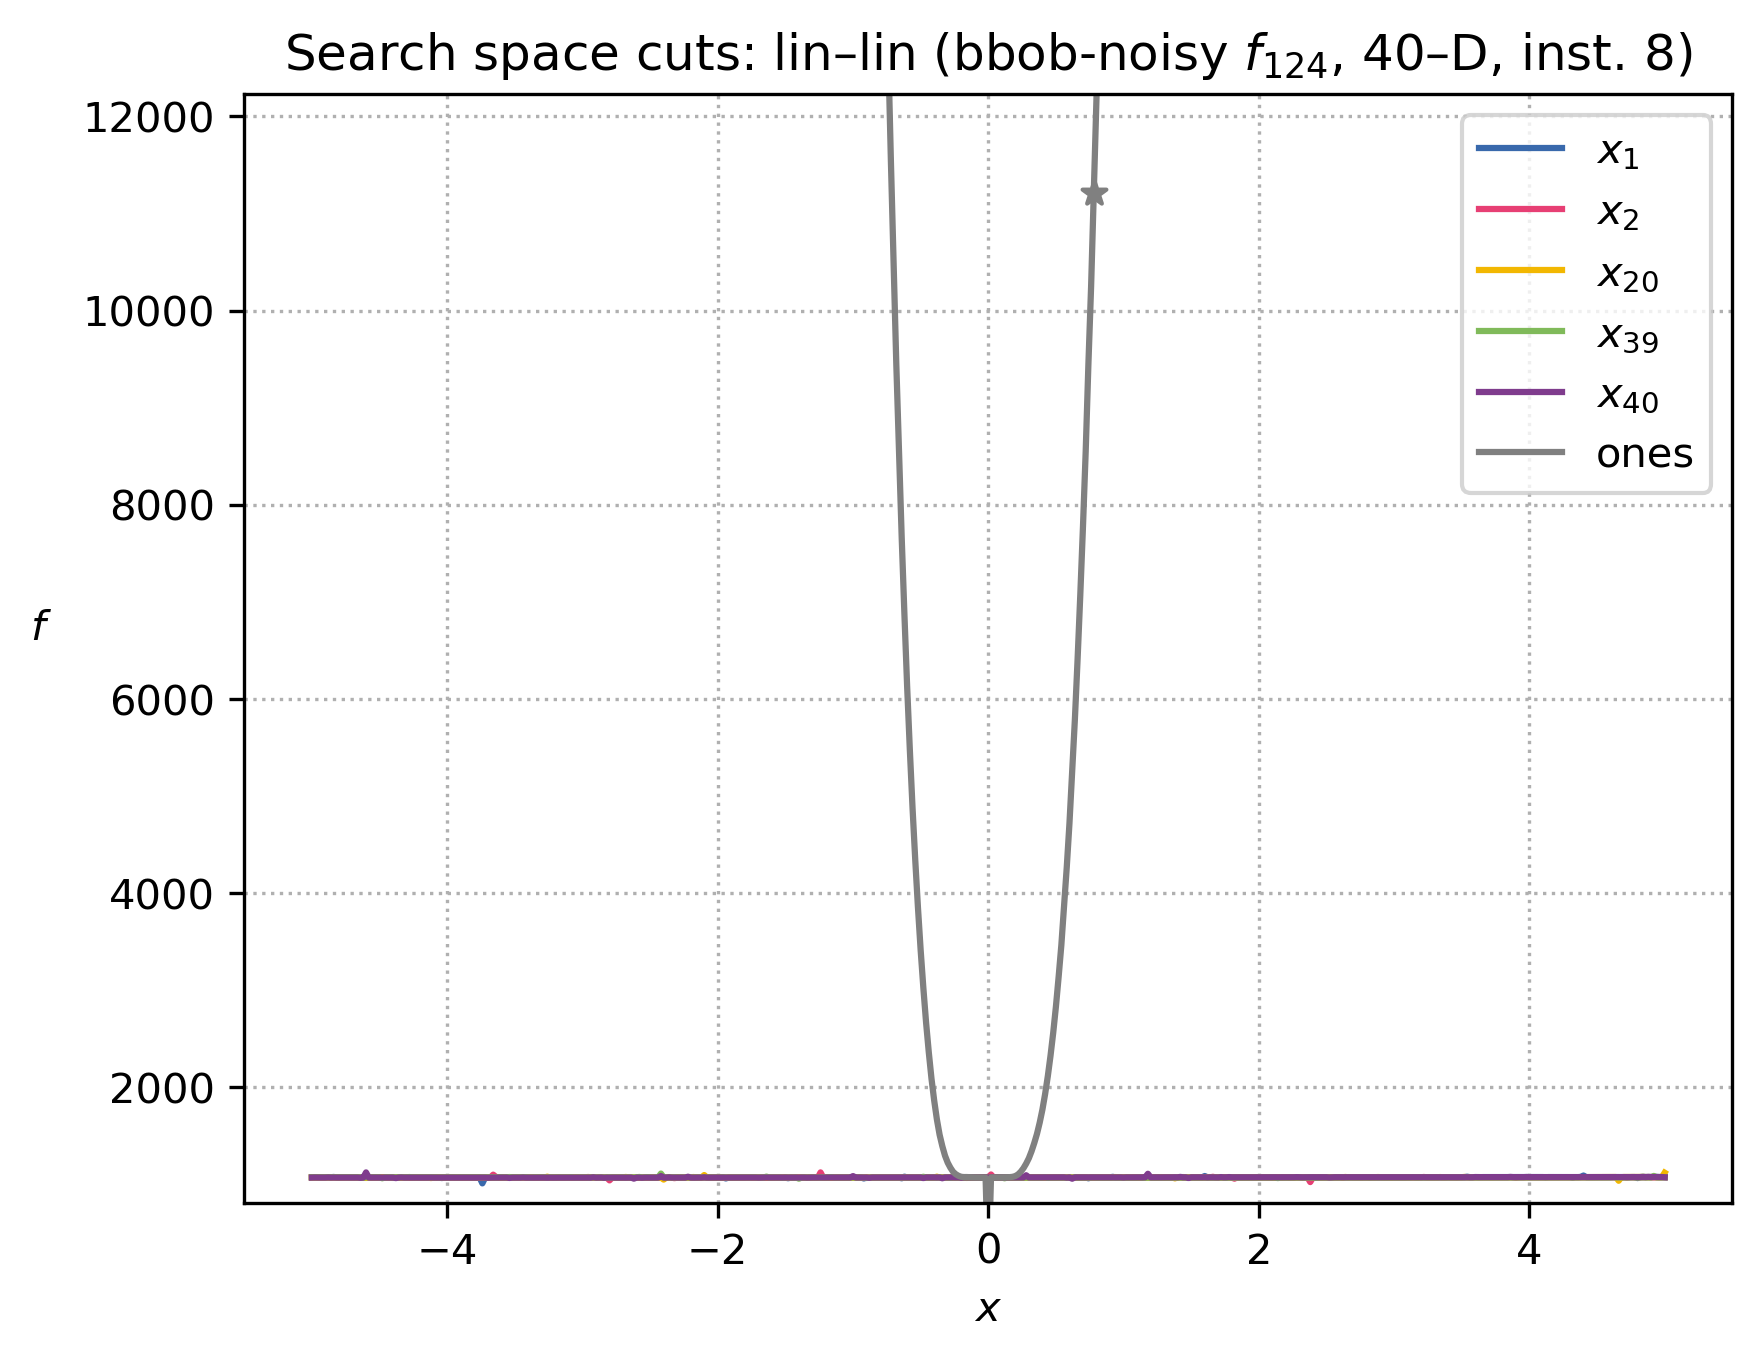 Search space cuts: lin–lin (bbob-noisy f₁₂₄, 40–D, inst. 8)
12000
10000
8000
6000
4000
2000
f
−4
−2
0
2
4
x
x₁
x₂
x₂₀
x₃₉
x₄₀
ones